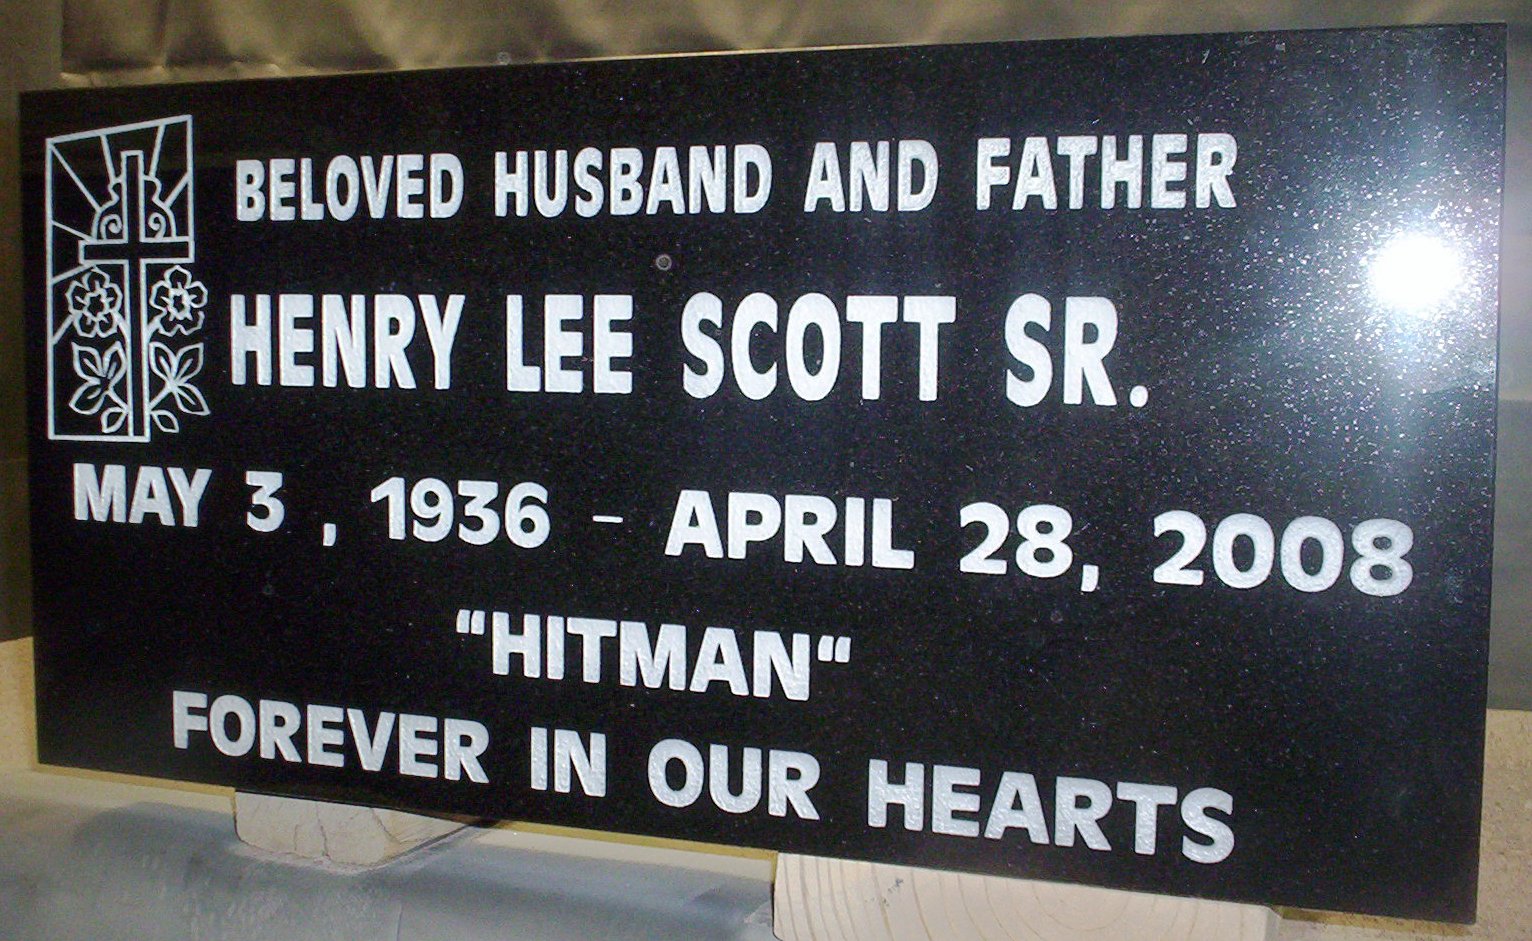 BELOVED HUSBAND AND FATHER
HENRY LEE SCOTT SR.
MAY 3 , 1936 – APRIL 28, 2008
“HITMAN“
FOREVER IN OUR HEARTS